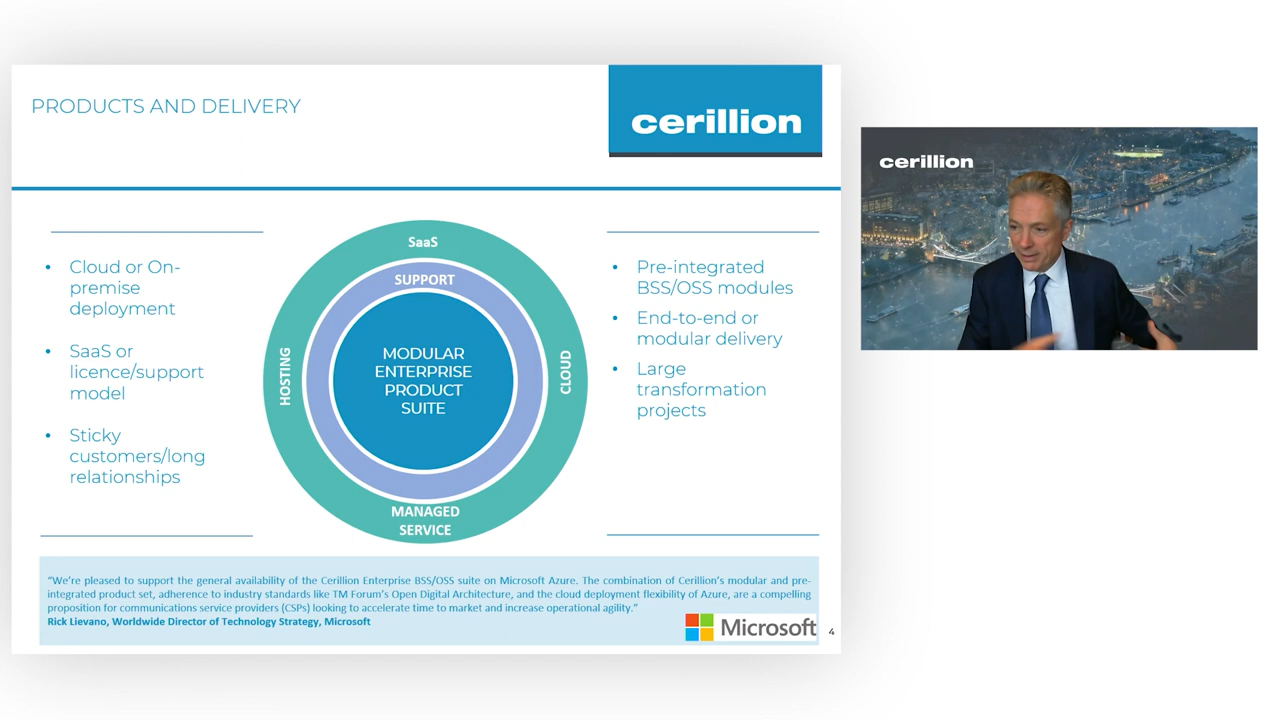 PRODUCTS AND DELIVERY
cerillion
cerillion
• Cloud or On-
premise
deployment
• SaaS or
licence/support
model
• Sticky
customers/long
relationships
SaaS
SUPPORT
HOSTING
MODULAR
ENTERPRISE
PRODUCT
SUITE
CLOUD
MANAGED
SERVICE
• Pre-integrated
BSS/OSS modules
• End-to-end or
modular delivery
• Large
transformation
projects
“We’re pleased to support the general availability of the Cerillion Enterprise BSS/OSS suite on Microsoft Azure. The combination of Cerillion’s modular and pre-
integrated product set, adherence to industry standards like TM Forum’s Open Digital Architecture, and the cloud deployment flexibility of Azure, are a compelling
proposition for communications service providers (CSPs) looking to accelerate time to market and increase operational agility.”
Rick Lievano, Worldwide Director of Technology Strategy, Microsoft
Microsoft
4